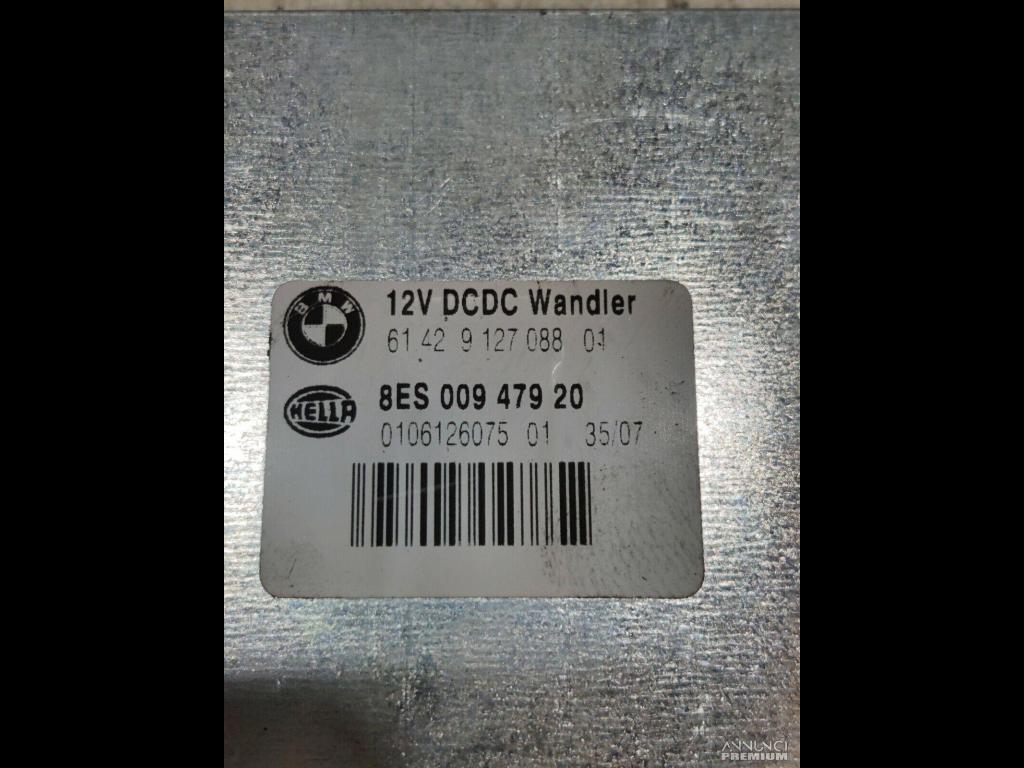 BMW
12V DCDC Wandler
61 42 9 127 088 01
HELLA
8ES 009 479 20
0106126075 01 35/07
ANNUNCI
PREMIUM